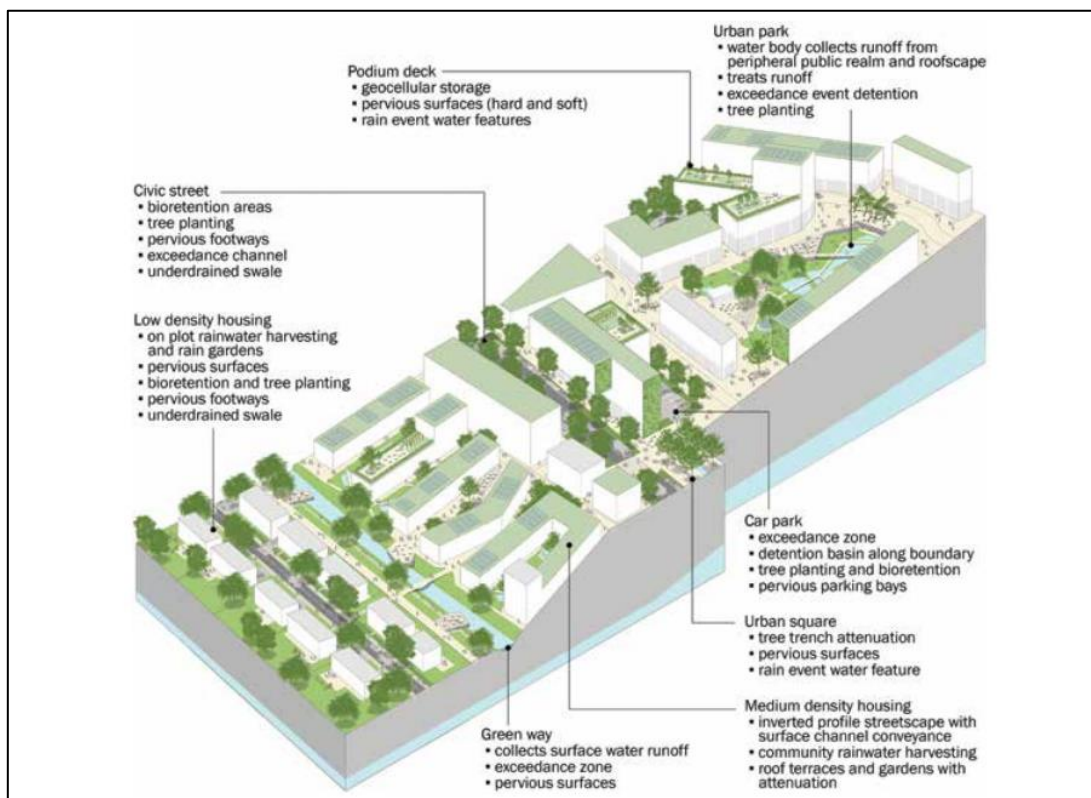 Urban park
• water body collects runoff from
peripheral public realm and roofscape
• treats runoff
• exceedance event detention
• tree planting
Podium deck
• geocellular storage
• pervious surfaces (hard and soft)
• rain event water features
Civic street
• bioretention areas
• tree planting
• pervious footways
• exceedance channel
• underdrained swale
Low density housing
• on plot rainwater harvesting
and rain gardens
• pervious surfaces
• bioretention and tree planting
• pervious footways
• underdrained swale
Car park
• exceedance zone
• detention basin along boundary
• tree planting and bioretention
• pervious parking bays
Urban square
• tree trench attenuation
• pervious surfaces
• rain event water feature
Medium density housing
• inverted profile streetscape with
surface channel conveyance
• community rainwater harvesting
• roof terraces and gardens with
attenuation
Green way
• collects surface water runoff
• exceedance zone
• pervious surfaces